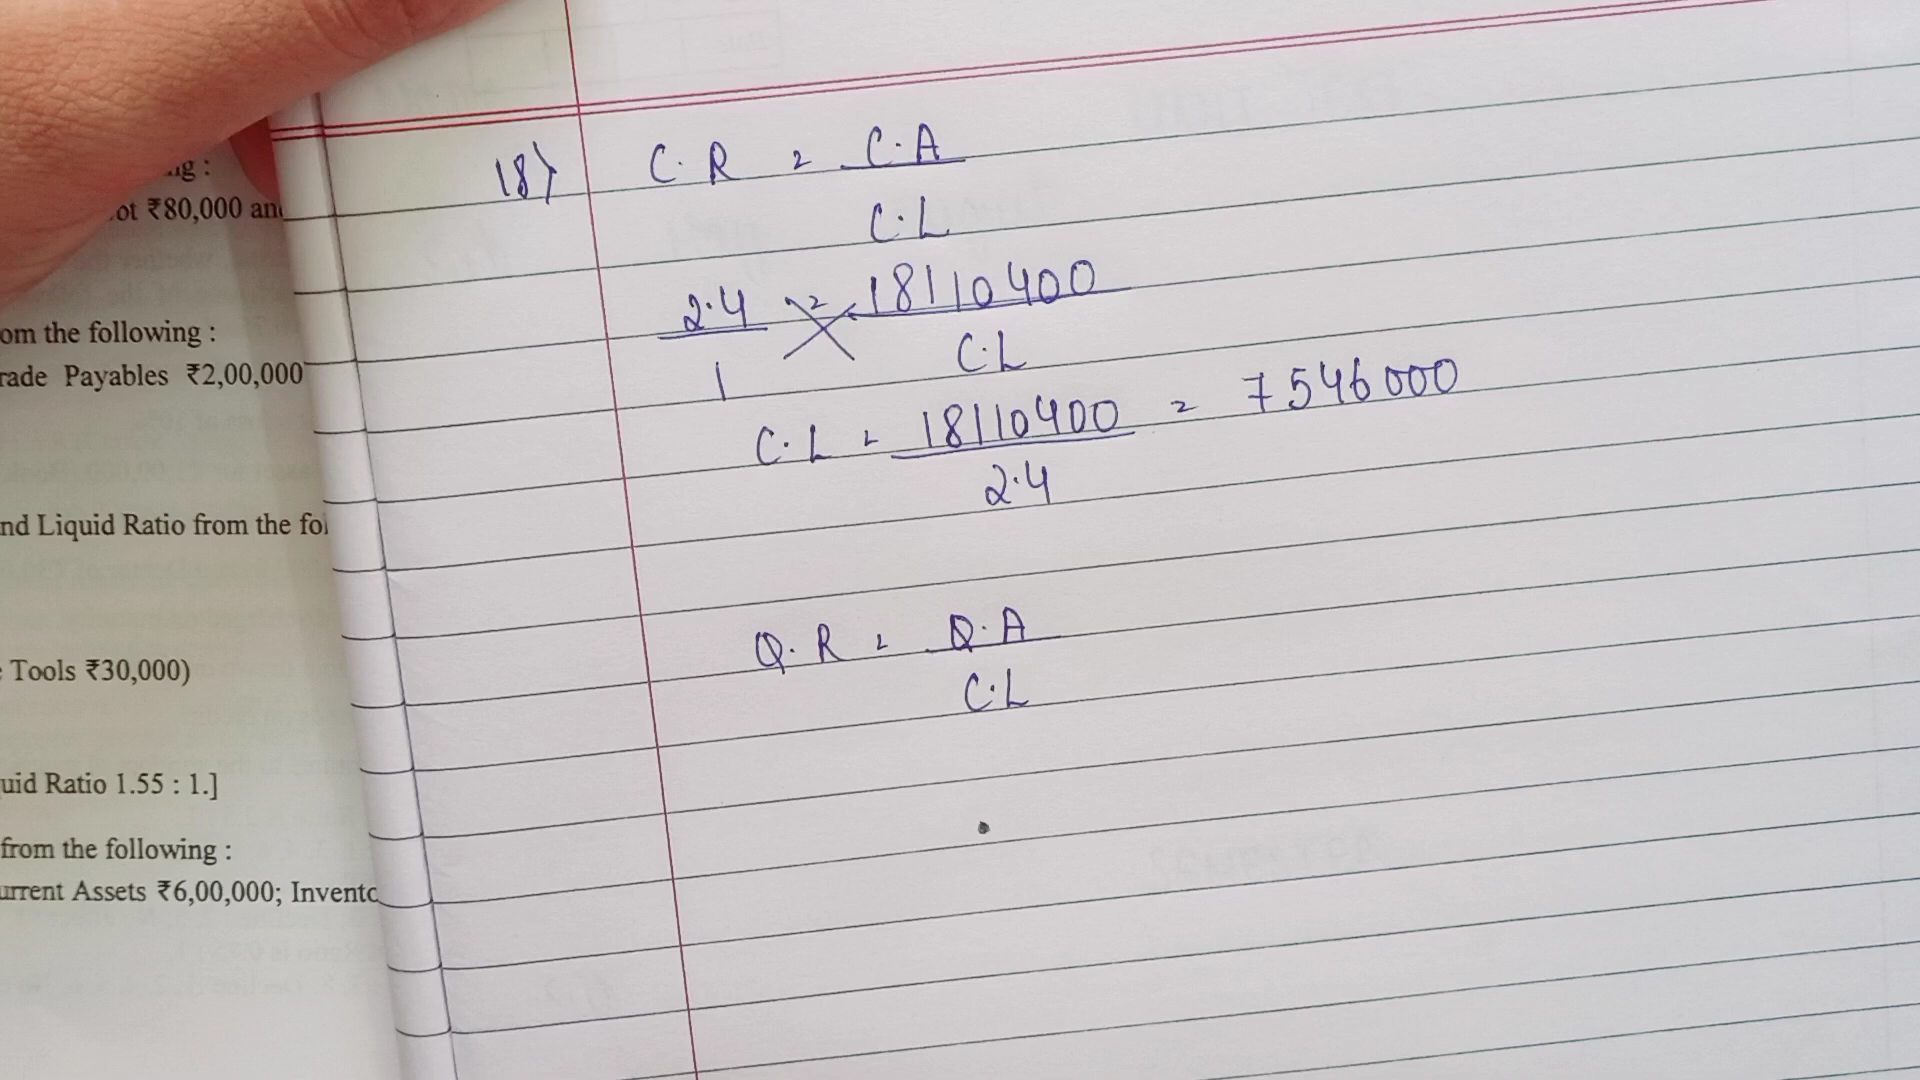 ...ng :
...ot ₹80,000 an
om the following :
rade Payables ₹2,00,000
nd Liquid Ratio from the fol
Tools ₹30,000)
uid Ratio 1.55 : 1.]
from the following :
urrent Assets ₹6,00,000; Invento
18) C.R = C.A
C.L
2.4 = 18110400
1 C.L
C.L = 18110400 = 7546000
2.4
Q.R = Q.A
C.L